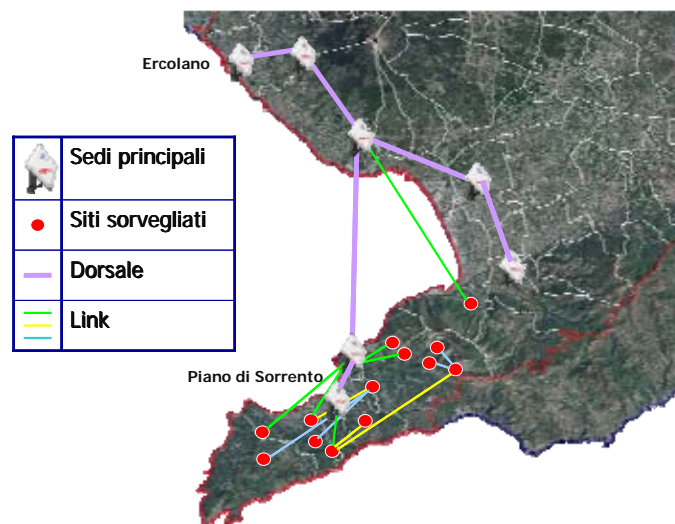 Ercolano
Sedi principali
Siti sorvegliati
Dorsale
Link
Piano di Sorrento